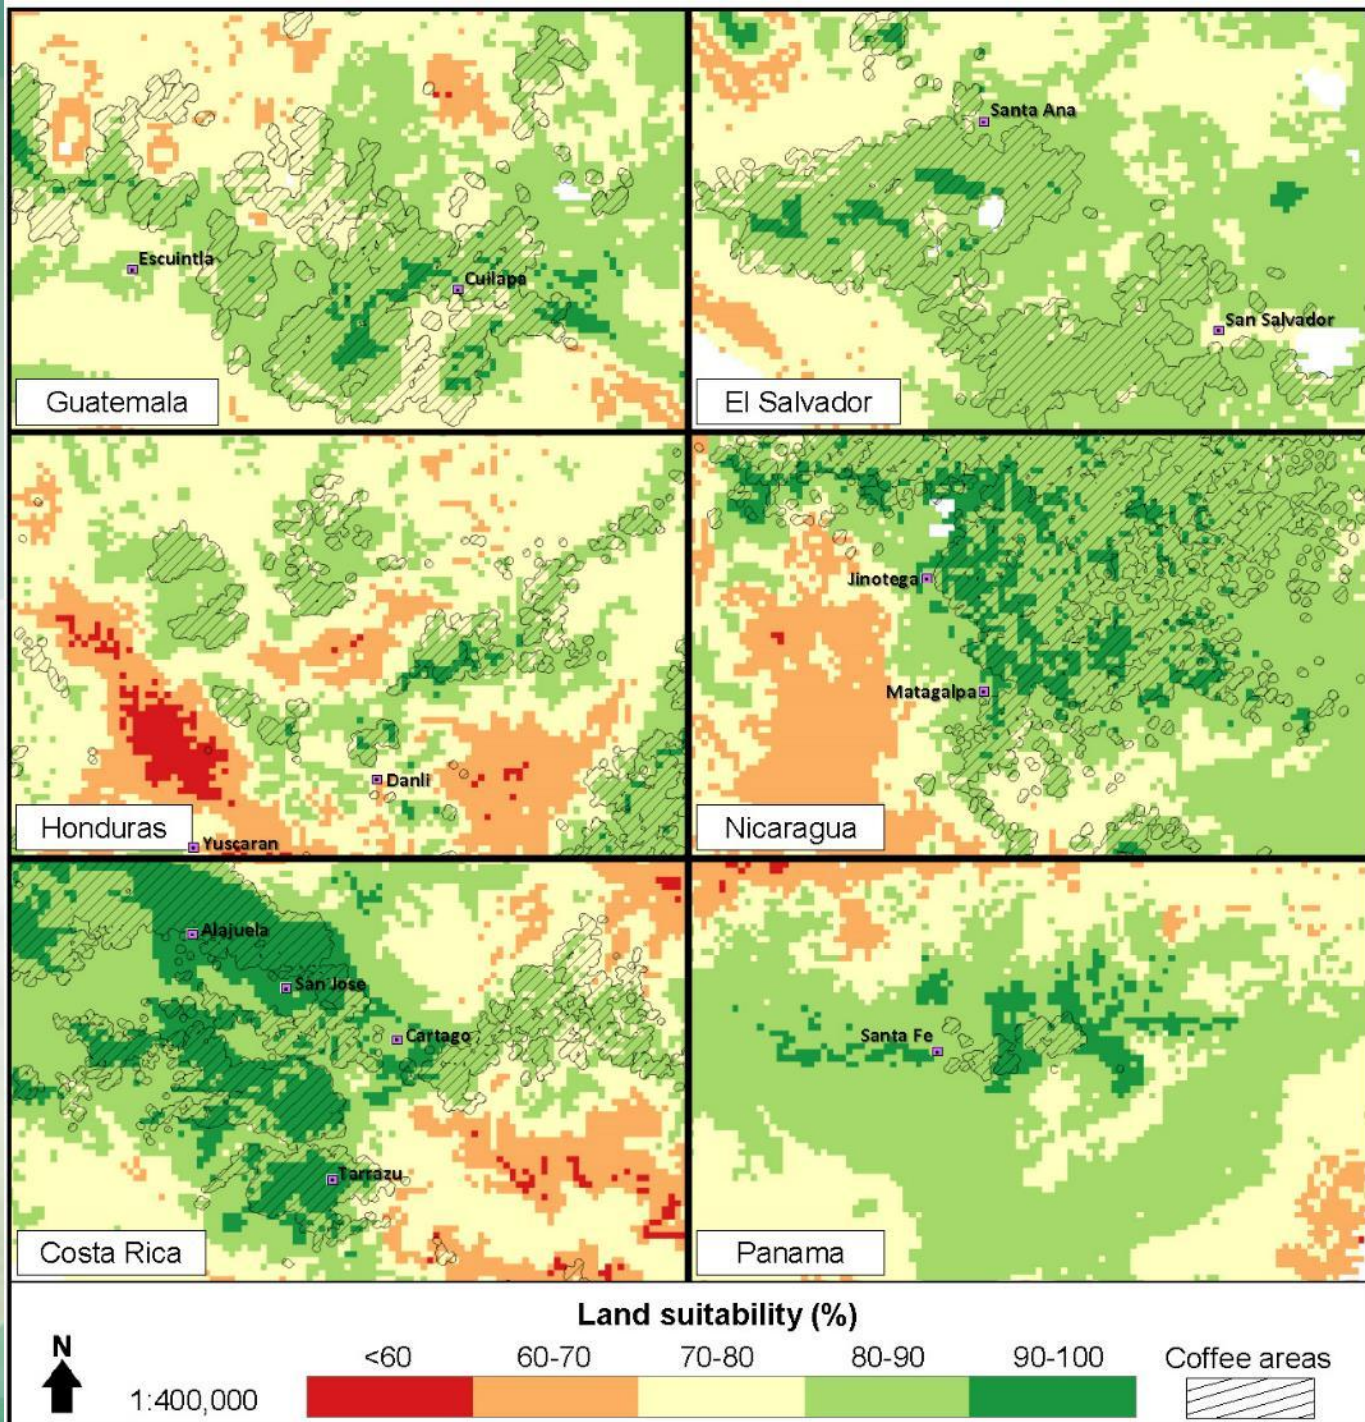 Santa Ana
Escuintla
Cuilapa
San Salvador
Guatemala
El Salvador
Jinotega
Matagalpa
Danli
Honduras
Nicaragua
Yuscaran
Alajuela
San Jose
Cartago
Santa Fe
Tarrazu
Costa Rica
Panama
Land suitability (%)
N
<60 60-70 70-80 80-90 90-100 Coffee areas
1:400,000